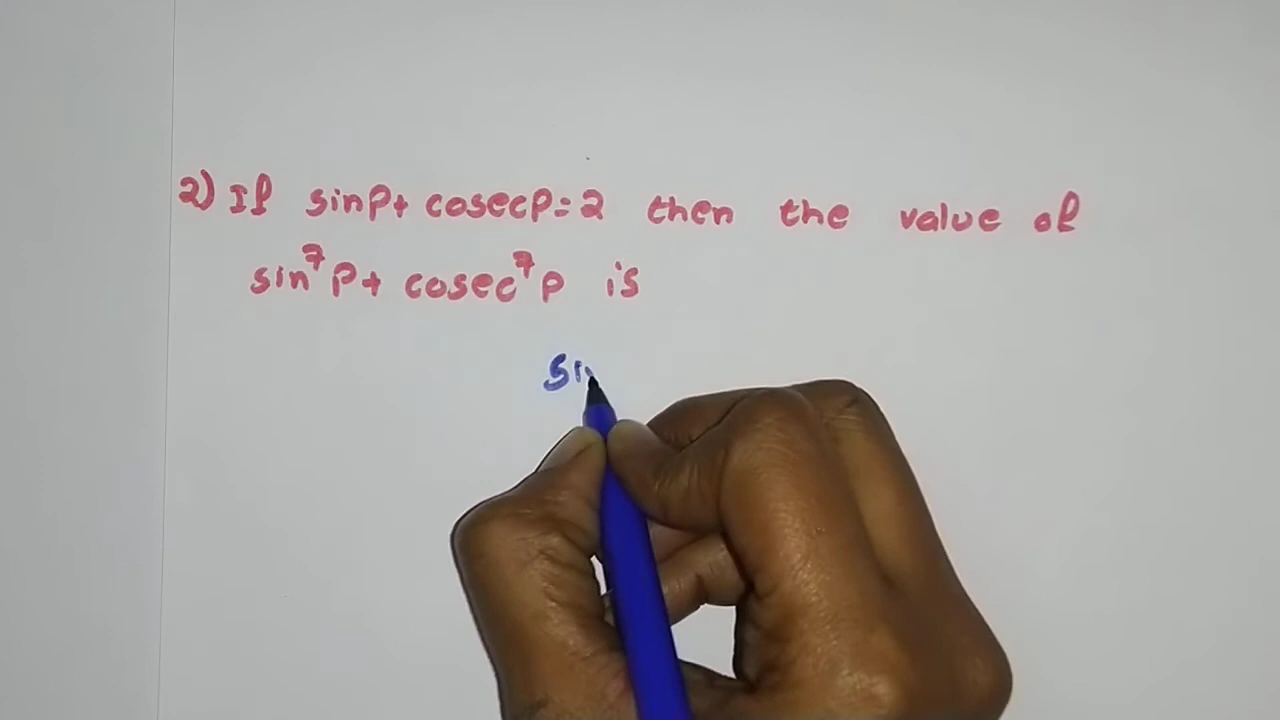 2) If sinP+ cosecP=2 then the value of
sin⁷P+ cosec⁷P is